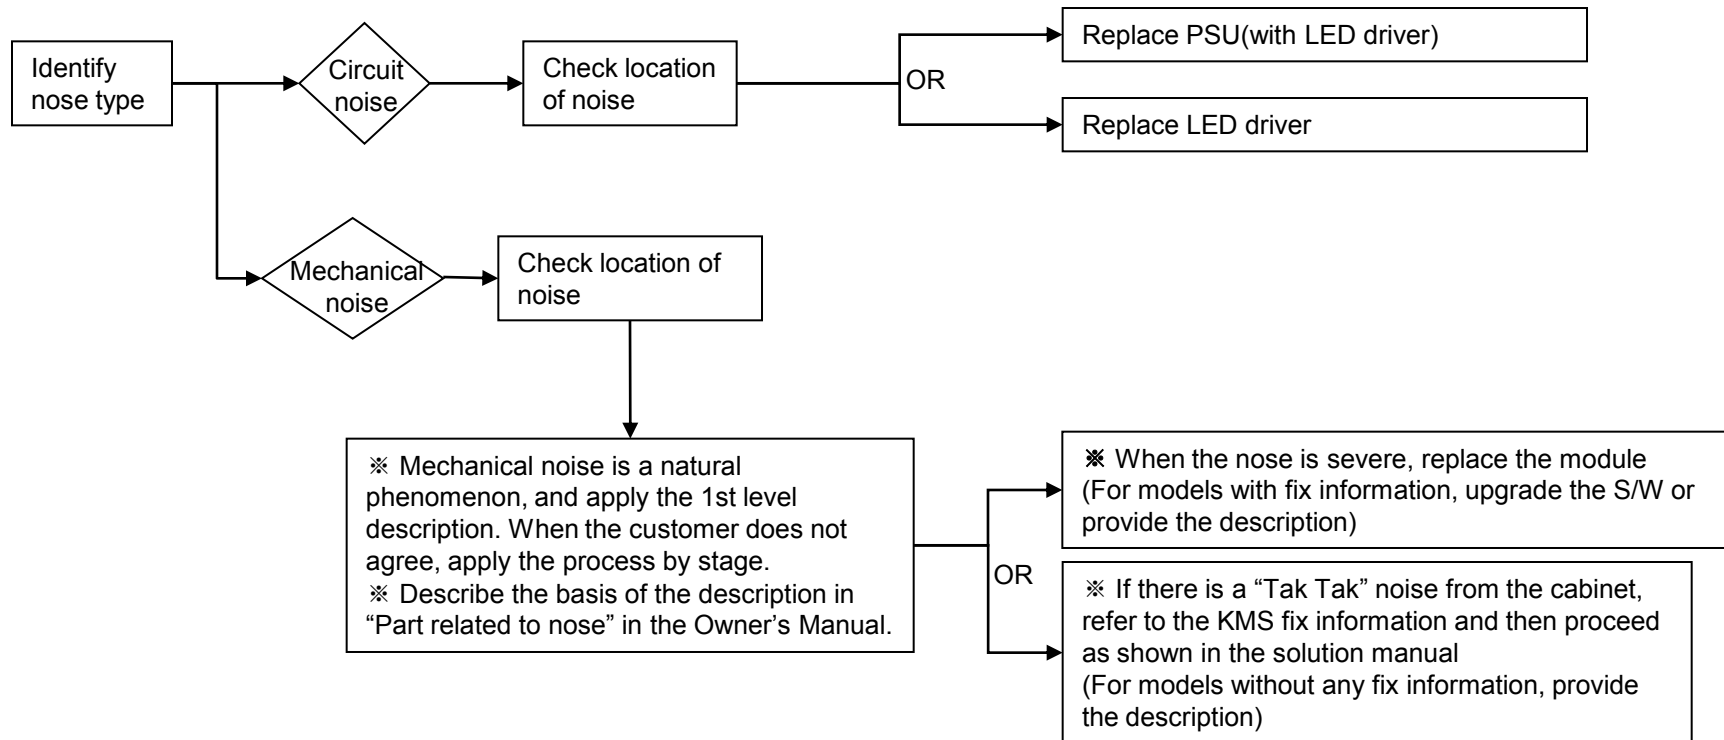 Identify
nose type
Circuit
noise
Check location
of noise
OR
Replace PSU(with LED driver)
Replace LED driver
Mechanical
noise
Check location of
noise
※ Mechanical noise is a natural
phenomenon, and apply the 1st level
description. When the customer does not
agree, apply the process by stage.
※ Describe the basis of the description in
“Part related to nose” in the Owner’s Manual.
OR
※ When the nose is severe, replace the module
(For models with fix information, upgrade the S/W or
provide the description)
※ If there is a “Tak Tak” noise from the cabinet,
refer to the KMS fix information and then proceed
as shown in the solution manual
(For models without any fix information, provide
the description)